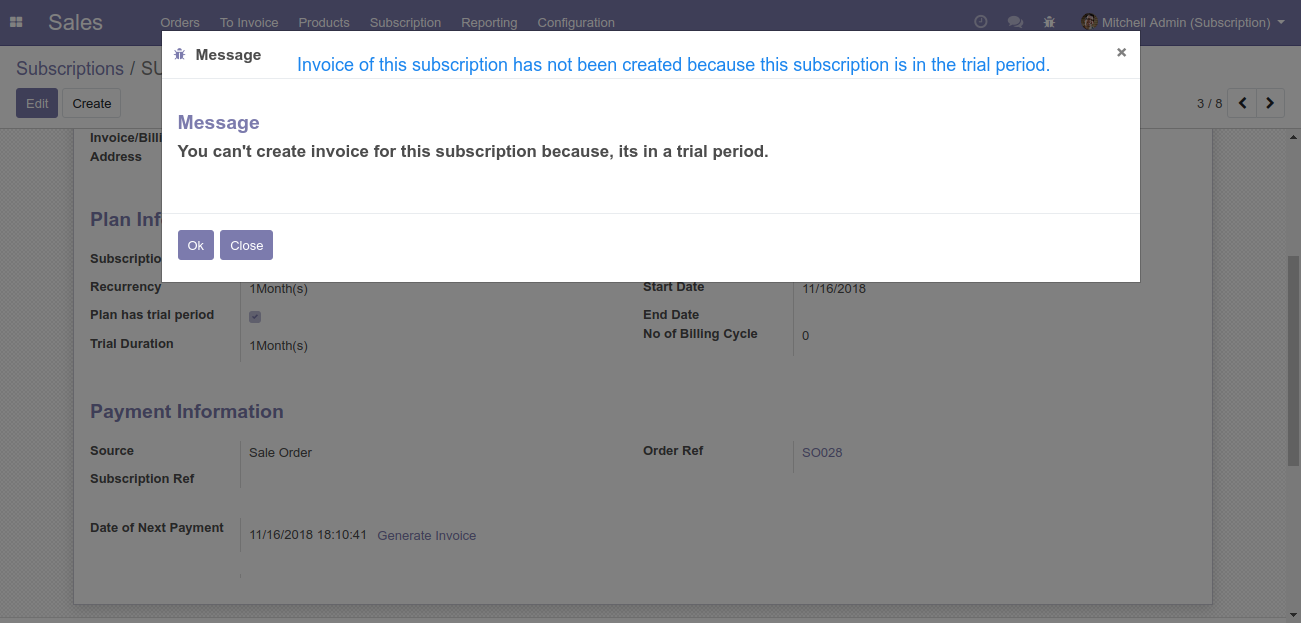 Sales Orders To Invoice Products Subscription Reporting Configuration Mitchell Admin (Subscription)
Message
Invoice of this subscription has not been created because this subscription is in the trial period.
Subscriptions / SU
Edit Create
3 / 8
Message
You can't create invoice for this subscription because, its in a trial period.
Ok Close
Invoice/Billi
Address
Plan Inf
Subscriptio
Recurrency 1Month(s) Start Date 11/16/2018
Plan has trial period End Date
No of Billing Cycle 0
Trial Duration 1Month(s)
Payment Information
Source Sale Order Order Ref SO028
Subscription Ref
Date of Next Payment 11/16/2018 18:10:41 Generate Invoice